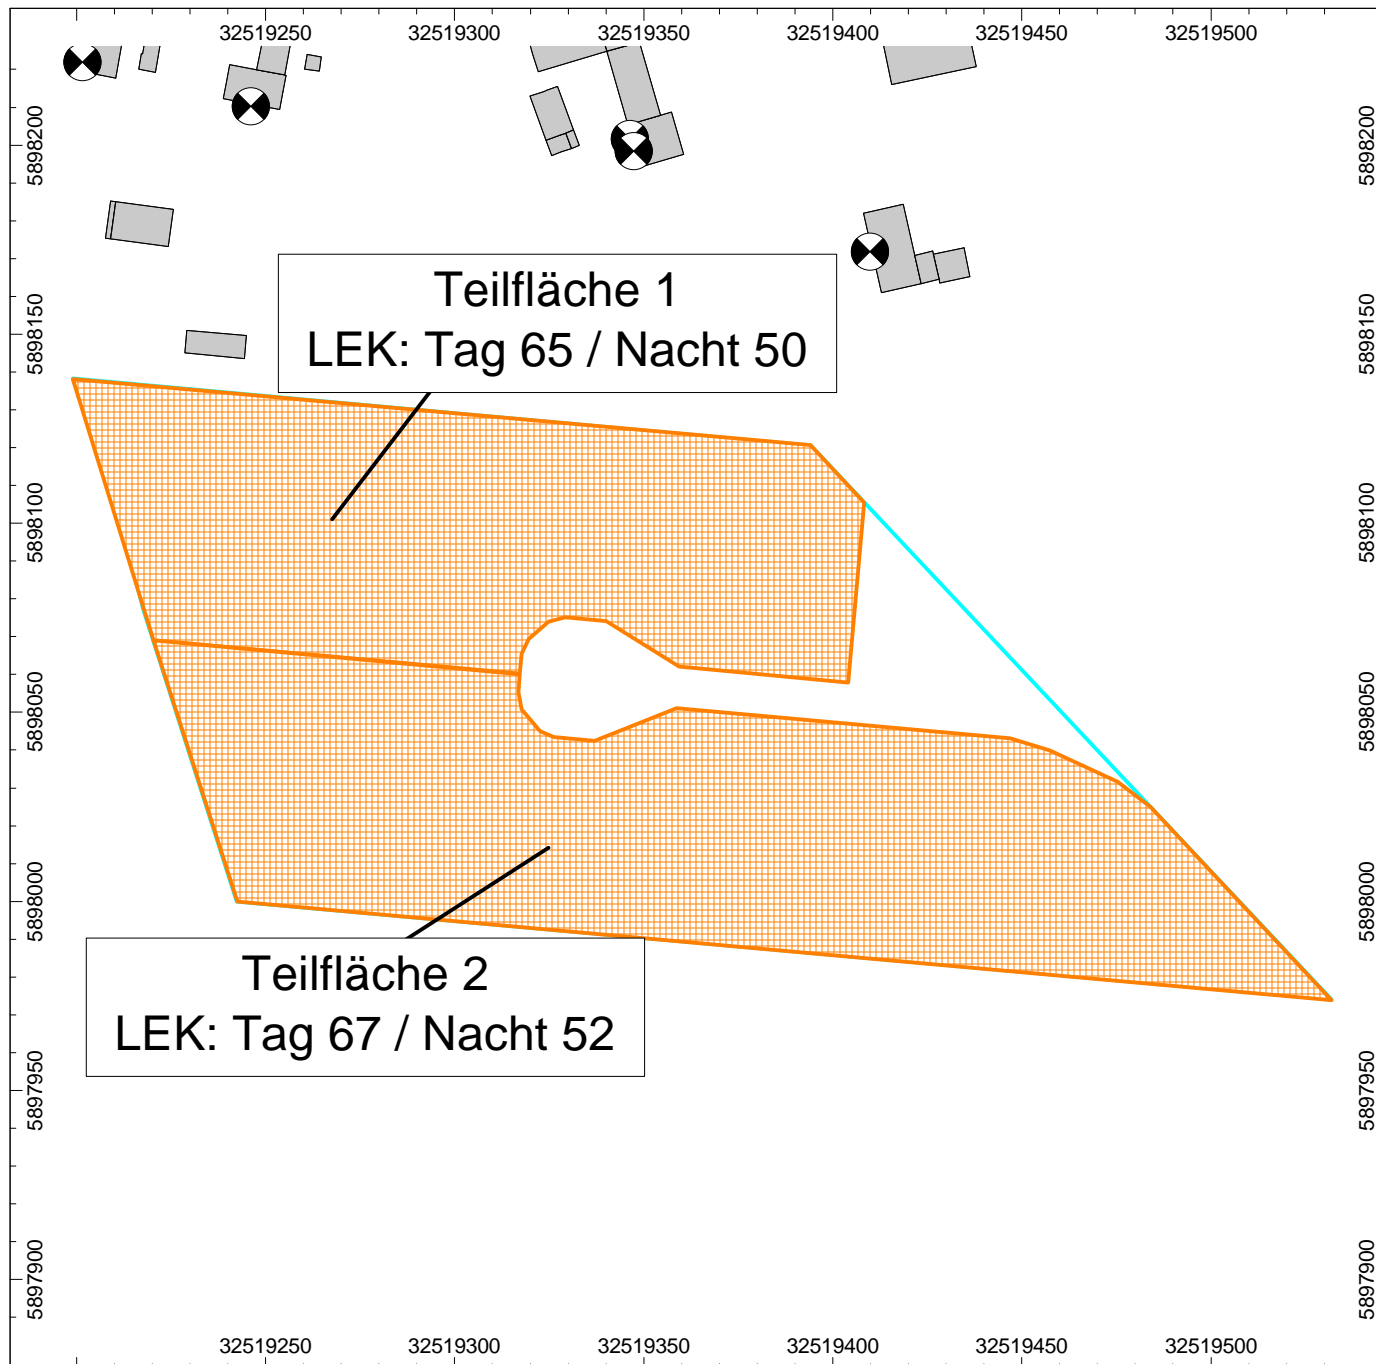 32519250 32519300 32519350 32519400 32519450 32519500
5898200 5898200
Teilfläche 1
LEK: Tag 65 / Nacht 50
5898150 5898150
5898100 5898100
5898050 5898050
5898000 5898000
Teilfläche 2
LEK: Tag 67 / Nacht 52
5897950 5897950
5897900 5897900
32519250 32519300 32519350 32519400 32519450 32519500